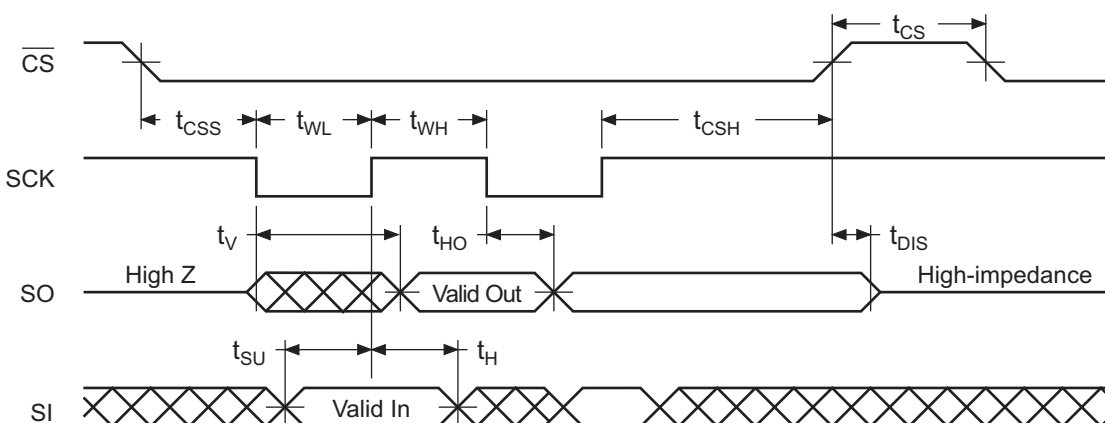 t_CS
C̅S̅
t_CSS t_WL t_WH t_CSH
SCK
t_V t_HO t_DIS
High Z High-impedance
SO Valid Out
t_SU t_H
SI Valid In